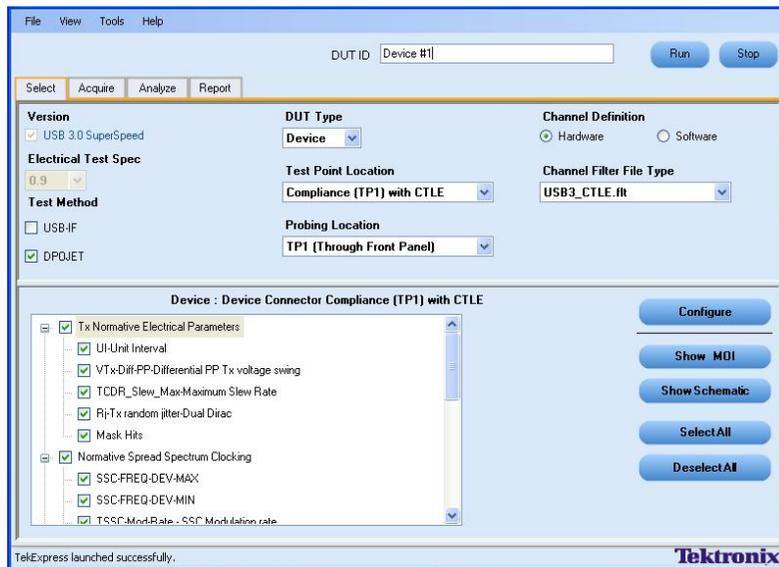 File View Tools Help
DUT ID Device #1
Run Stop
Select Acquire Analyze Report
Version
USB 3.0 SuperSpeed
Electrical Test Spec
0.9
Test Method
USB-IF
DPOJET
DUT Type
Device
Test Point Location
Compliance (TP1) with CTLE
Probing Location
TP1 (Through Front Panel)
Channel Definition
Hardware Software
Channel Filter File Type
USB3_CTLE.flt
Device : Device Connector Compliance (TP1) with CTLE
Tx Normative Electrical Parameters
UI-Unit Interval
VTx-Diff-PP-Differential PP Tx voltage swing
TCDR_Slew_Max-Maximum Slew Rate
Rj-Tx random jitter-Dual Dirac
Mask Hits
Normative Spread Spectrum Clocking
SSC-FREQ-DEV-MAX
SSC-FREQ-DEV-MIN
TSSC-Mod-Rate - SSC Modulation rate
Configure
Show MOI
Show Schematic
Select All
Deselect All
TekExpress launched successfully.
Tektronix